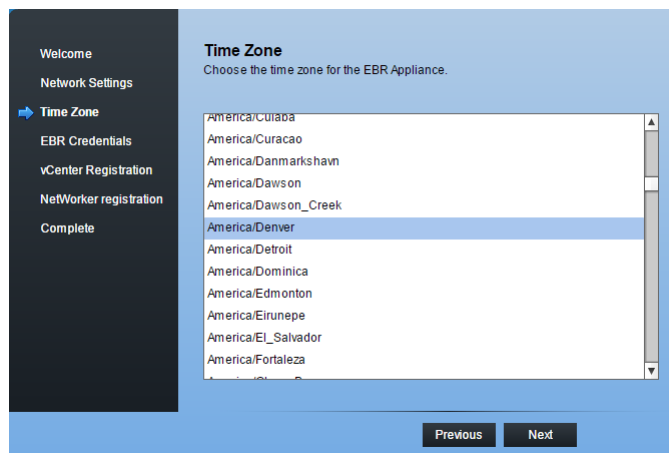 Welcome
Network Settings
Time Zone
EBR Credentials
vCenter Registration
NetWorker registration
Complete
Time Zone
Choose the time zone for the EBR Appliance.
America/Cuiaba
America/Curacao
America/Danmarkshavn
America/Dawson
America/Dawson_Creek
America/Denver
America/Detroit
America/Dominica
America/Edmonton
America/Eirunepe
America/El_Salvador
America/Fortaleza
Previous
Next